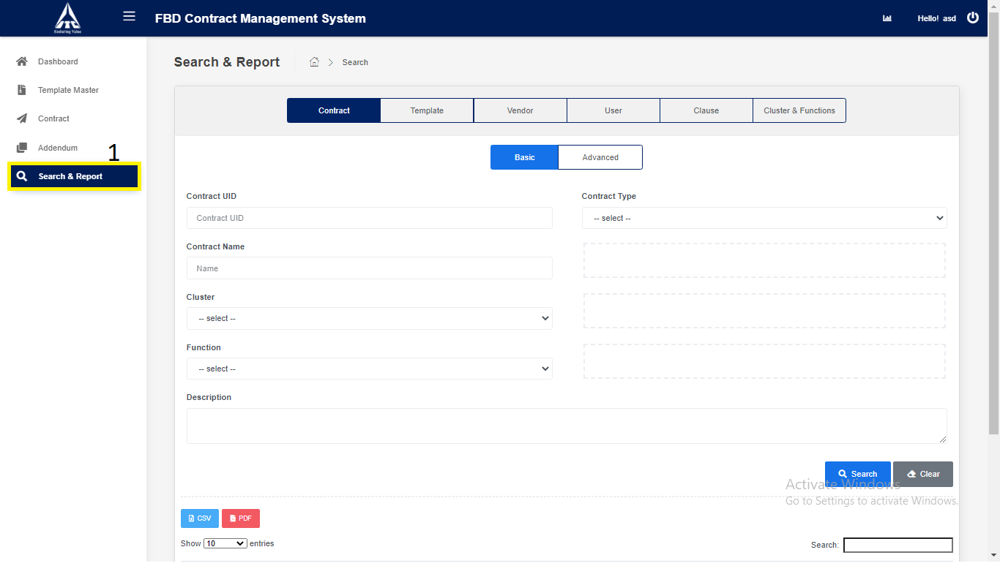 ITC
Enduring Value
FBD Contract Management System
Hello! asd
Dashboard
Template Master
Contract
Addendum
1
Search & Report
Search & Report
Search
Contract
Template
Vendor
User
Clause
Cluster & Functions
Basic
Advanced
Contract UID
Contract UID
Contract Type
-- select --
Contract Name
Name
Cluster
-- select --
Function
-- select --
Description
Search
Clear
Activate Windows
Go to Settings to activate Windows.
CSV
PDF
Show 10 entries
Search: